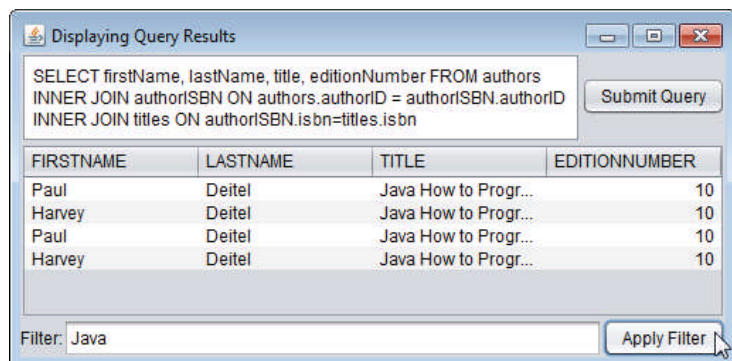 Displaying Query Results
SELECT firstName, lastName, title, editionNumber FROM authors
INNER JOIN authorISBN ON authors.authorID = authorISBN.authorID
INNER JOIN titles ON authorISBN.isbn=titles.isbn
Submit Query
FIRSTNAME LASTNAME TITLE EDITIONNUMBER
Paul Deitel Java How to Progr... 10
Harvey Deitel Java How to Progr... 10
Paul Deitel Java How to Progr... 10
Harvey Deitel Java How to Progr... 10
Filter: Java Apply Filter